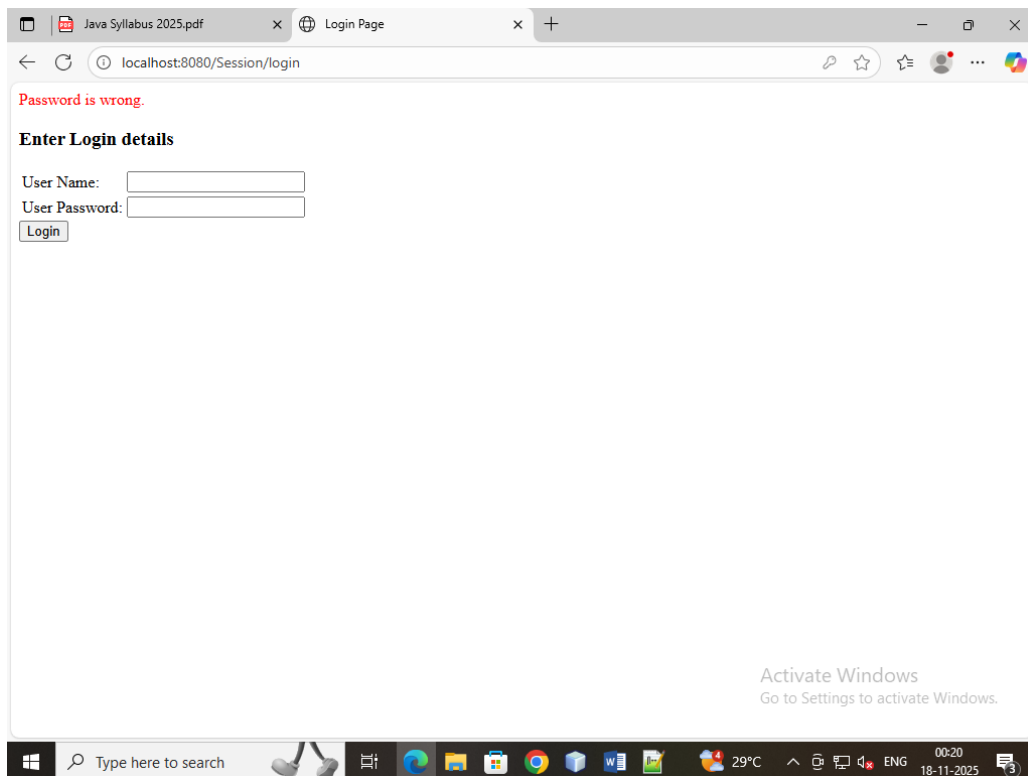 Java Syllabus 2025.pdf
Login Page
localhost:8080/Session/login
Password is wrong.
Enter Login details
User Name:
User Password:
Login
Activate Windows
Go to Settings to activate Windows.
Type here to search
29°C
ENG
00:20
18-11-2025
3